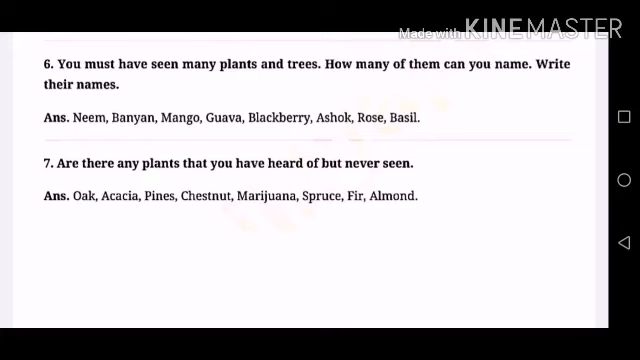 Made with KINEMASTER
6. You must have seen many plants and trees. How many of them can you name. Write
their names.
Ans. Neem, Banyan, Mango, Guava, Blackberry, Ashok, Rose, Basil.
7. Are there any plants that you have heard of but never seen.
Ans. Oak, Acacia, Pines, Chestnut, Marijuana, Spruce, Fir, Almond.